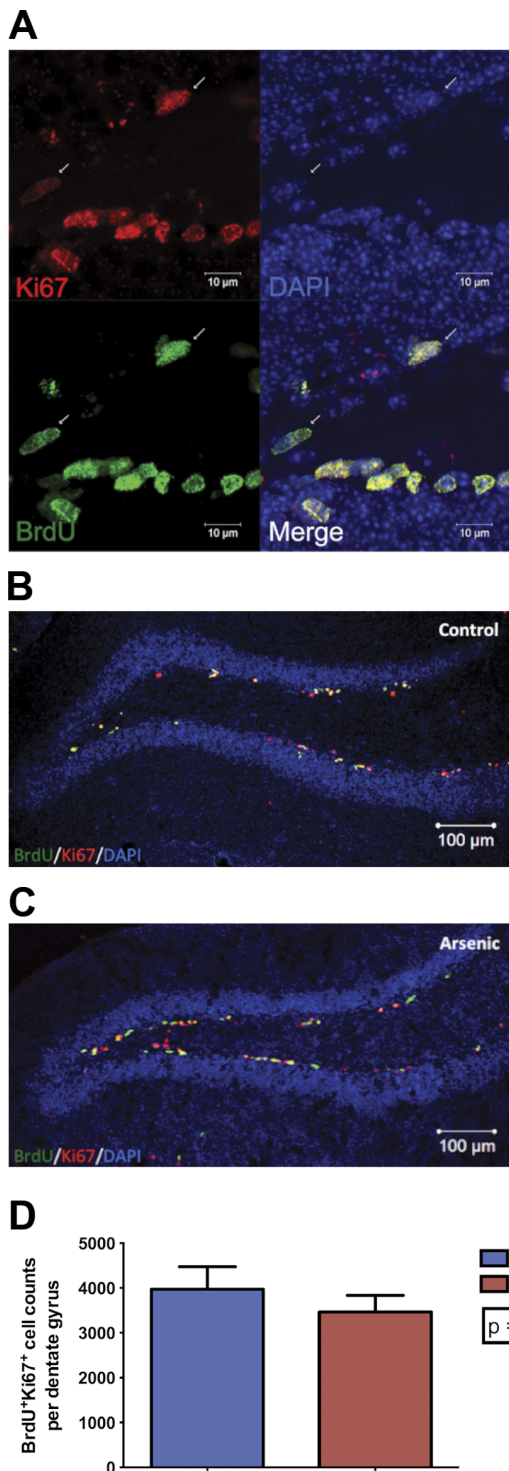 A
Ki67
10 µm
DAPI
10 µm
BrdU
10 µm
Merge
10 µm
B
Control
BrdU/Ki67/DAPI
100 µm
C
Arsenic
BrdU/Ki67/DAPI
100 µm
D
BrdU⁺Ki67⁺ cell counts
per dentate gyrus
5000
4000
3000
2000
1000
0
p =